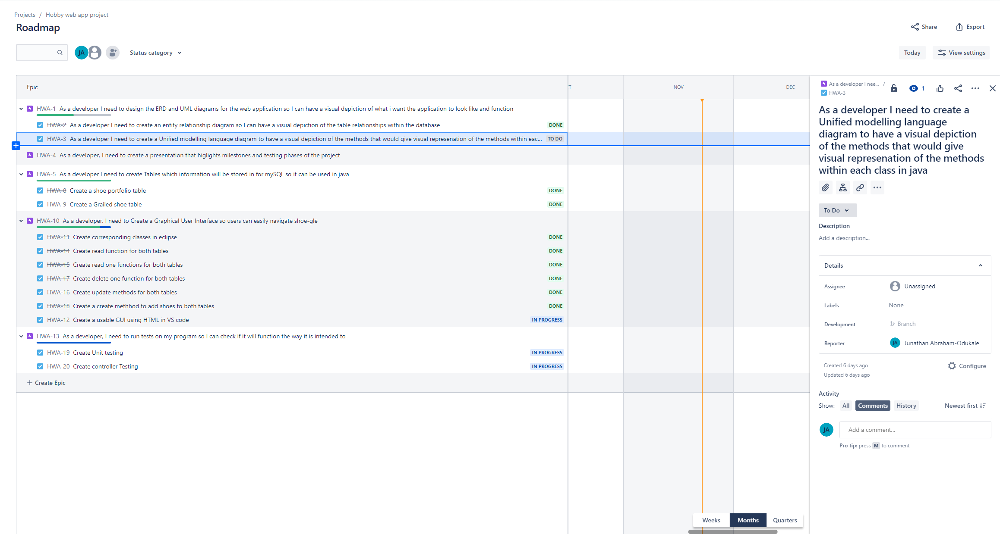 Projects / Hobby web app project
Roadmap
Share
Export
JA
Status category
Today
View settings
Epic
T
NOV
DEC
HWA-1 As a developer I need to design the ERD and UML diagrams for the web application so I can have a visual depiction of what i want the application to look like and function
HWA-2 As a developer I need to create an entity relationship diagram so I can have a visual depiction of the table relationships within the database DONE
HWA-3 As a developer I need to create a Unified modelling language diagram to have a visual depiction of the methods that would give visual represenation of the methods within eac... TO DO
HWA-4 As a developer, I need to create a presentation that higlights milestones and testing phases of the project
HWA-5 As a developer I need to create Tables which information will be stored in for mySQL so it can be used in java
HWA-8 Create a shoe portfolio table DONE
HWA-9 Create a Grailed shoe table DONE
HWA-10 As a developer, I need to Create a Graphical User Interface so users can easily navigate shoe-gle
HWA-11 Create corresponding classes in eclipse DONE
HWA-14 Create read function for both tables DONE
HWA-15 Create read one functions for both tables DONE
HWA-17 Create delete one function for both tables DONE
HWA-16 Create update methods for both tables DONE
HWA-18 Create a create methhod to add shoes to both tables DONE
HWA-12 Create a usable GUI using HTML in VS code IN PROGRESS
HWA-13 As a developer, I need to run tests on my program so I can check if it will function the way it is intended to
HWA-19 Create Unit testing IN PROGRESS
HWA-20 Create controller Testing IN PROGRESS
Create Epic
Weeks
Months
Quarters
As a developer I nee... /
HWA-3
1
As a developer I need to create a
Unified modelling language
diagram to have a visual depiction
of the methods that would give
visual represenation of the methods
within each class in java
To Do
Description
Add a description...
Details
Assignee Unassigned
Labels None
Development Branch
Reporter JA Junathan Abraham-Odukale
Created 6 days ago
Updated 6 days ago
Configure
Activity
Show: All Comments History Newest first
JA Add a comment...
Pro tip: press M to comment